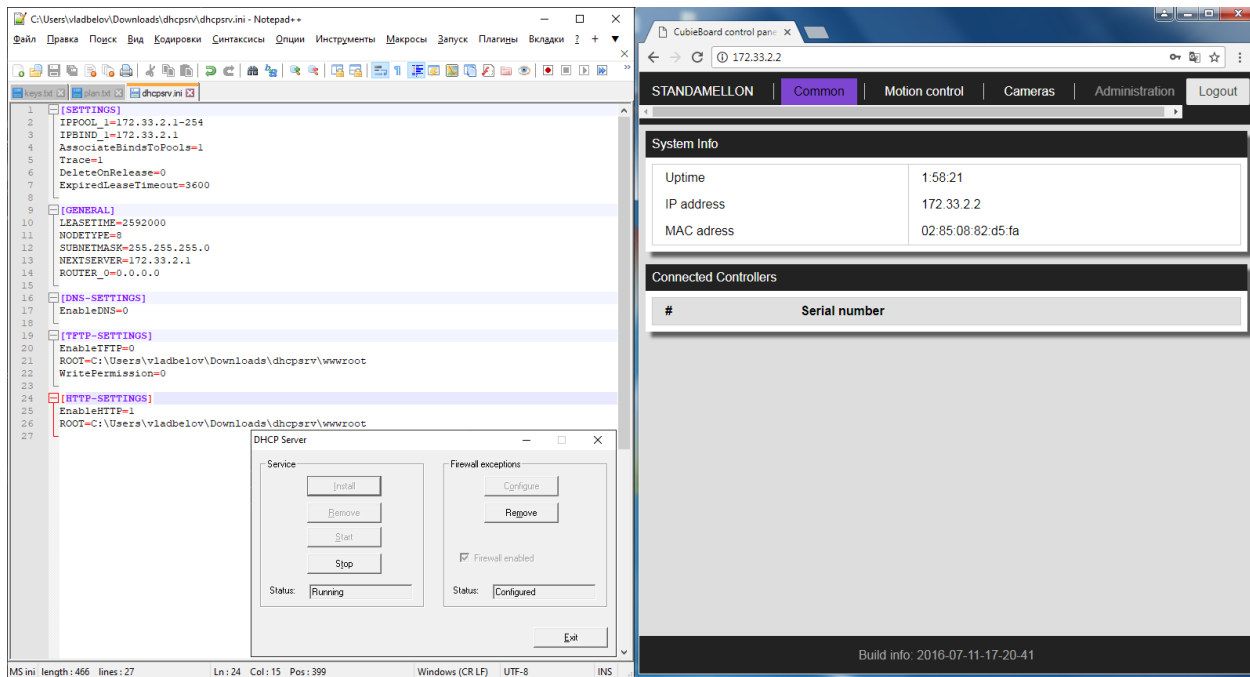 C:\Users\vladbelov\Downloads\dhcpsrv\dhcpsrv.ini - Notepad++
Файл Правка Поиск Вид Кодировки Синтаксисы Опции Инструменты Макросы Запуск Плагины Вкладки ? + ▼ X
keys.txt plan.txt dhcpsrv.ini
1 [SETTINGS]
2 IPPOOL_1=172.33.2.1-254
3 IPBIND_1=172.33.2.1
4 AssociateBindsToPools=1
5 Trace=1
6 DeleteOnRelease=0
7 ExpiredLeaseTimeout=3600
8
9 [GENERAL]
10 LEASETIME=2592000
11 NODETYPE=8
12 SUBNETMASK=255.255.255.0
13 NEXTSERVER=172.33.2.1
14 ROUTER_0=0.0.0.0
15
16 [DNS-SETTINGS]
17 EnableDNS=0
18
19 [TFTP-SETTINGS]
20 EnableTFTP=0
21 ROOT=C:\Users\vladbelov\Downloads\dhcpsrv\wwwroot
22 WritePermission=0
23
24 [HTTP-SETTINGS]
25 EnableHTTP=1
26 ROOT=C:\Users\vladbelov\Downloads\dhcpsrv\wwwroot
27
DHCP Server
Service
Install
Remove
Start
Stop
Status: Running
Firewall exceptions
Configure
Remove
Firewall enabled
Status: Configured
Exit
MS ini length : 466 lines : 27 Ln : 24 Col : 15 Pos : 399 Windows (CR LF) UTF-8 INS
CubieBoard control pane
172.33.2.2
STANDAMELLON Common Motion control Cameras Administration Logout
System Info
Uptime 1:58:21
IP address 172.33.2.2
MAC adress 02:85:08:82:d5:fa
Connected Controllers
# Serial number
Build info: 2016-07-11-17-20-41